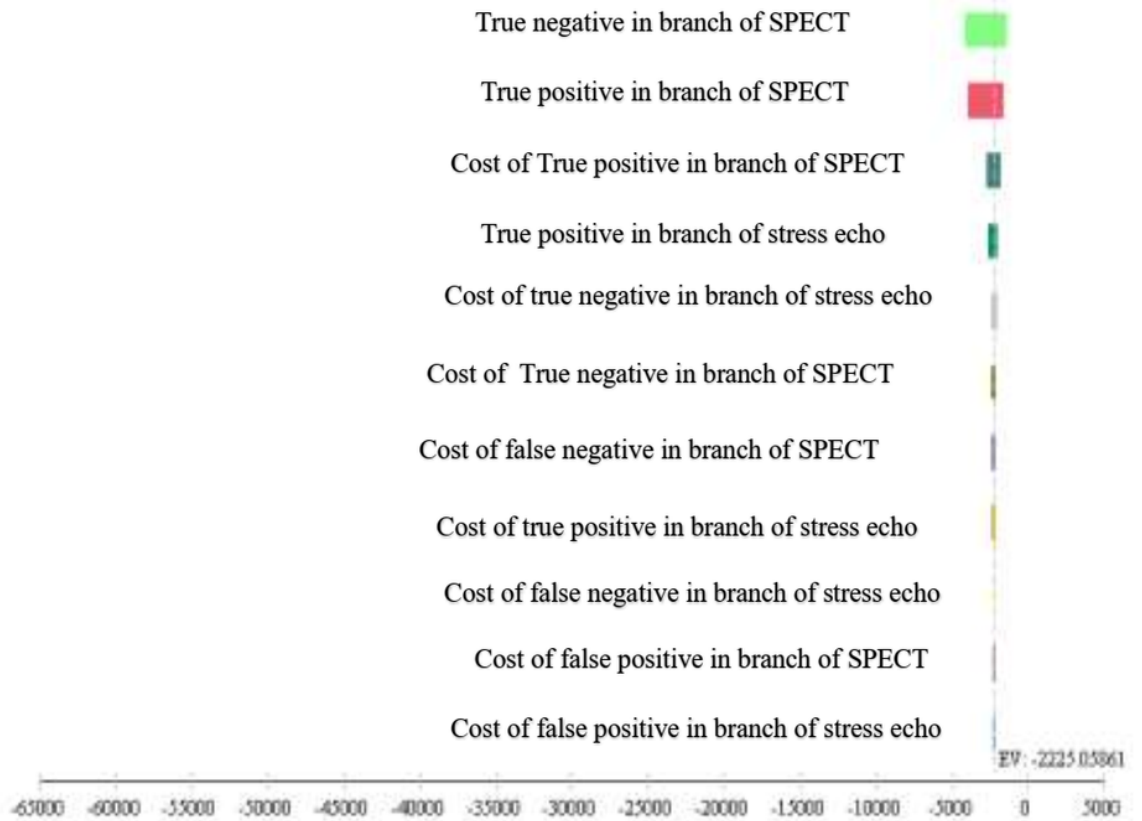 True negative in branch of SPECT
True positive in branch of SPECT
Cost of True positive in branch of SPECT
True positive in branch of stress echo
Cost of true negative in branch of stress echo
Cost of  True negative in branch of SPECT
Cost of false negative in branch of SPECT
Cost of true positive in branch of stress echo
Cost of false negative in branch of stress echo
Cost of false positive in branch of SPECT
Cost of false positive in branch of stress echo
EV: -2225.05861
-65000 -60000 -55000 -50000 -45000 -40000 -35000 -30000 -25000 -20000 -15000 -10000 -5000 0 5000